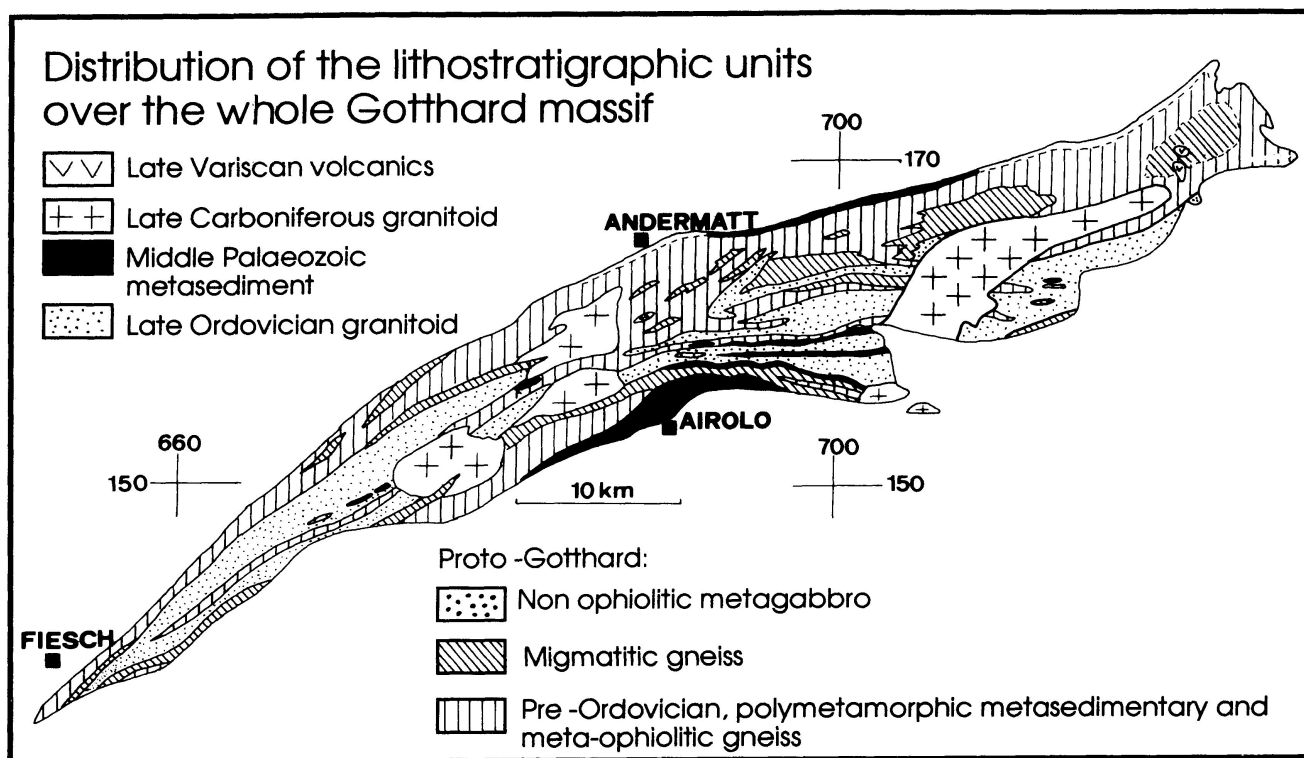 Distribution of the lithostratigraphic units
over the whole Gotthard massif
Late Variscan volcanics
Late Carboniferous granitoid
Middle Palaeozoic
metasediment
Late Ordovician granitoid
700
170
ANDERMATT
AIROLO
660
150
700
150
10 km
FIESCH
Proto -Gotthard:
Non ophiolitic metagabbro
Migmatitic gneiss
Pre -Ordovician, polymetamorphic metasedimentary and
meta-ophiolitic gneiss